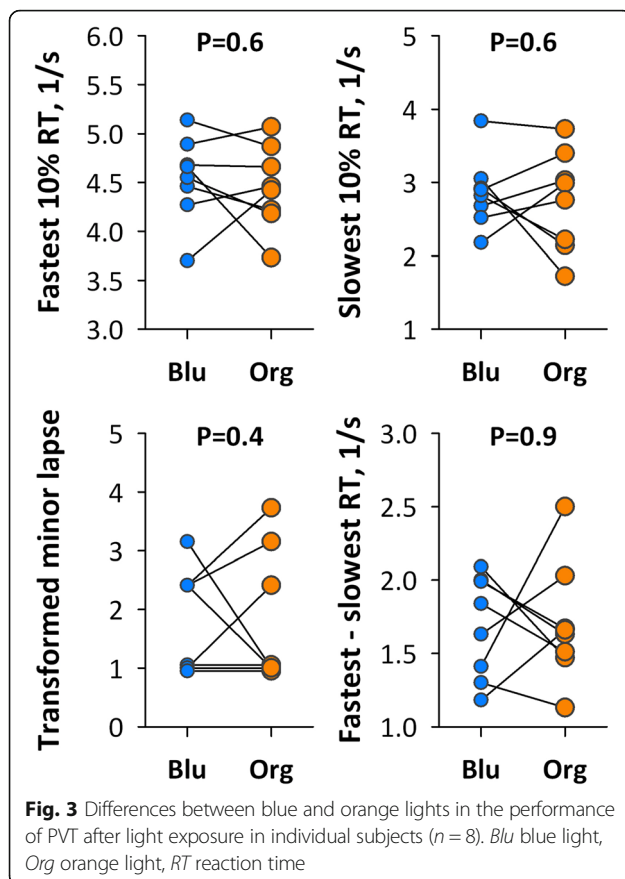 P=0.6
Fastest 10% RT, 1/s
6.0
5.5
5.0
4.5
4.0
3.5
3.0
Blu Org
P=0.6
Slowest 10% RT, 1/s
5
4
3
2
1
Blu Org
P=0.4
Transformed minor lapse
5
4
3
2
1
0
Blu Org
P=0.9
Fastest - slowest RT, 1/s
3.0
2.5
2.0
1.5
1.0
Blu Org
Fig. 3 Differences between blue and orange lights in the performance
of PVT after light exposure in individual subjects (n = 8). Blu blue light,
Org orange light, RT reaction time